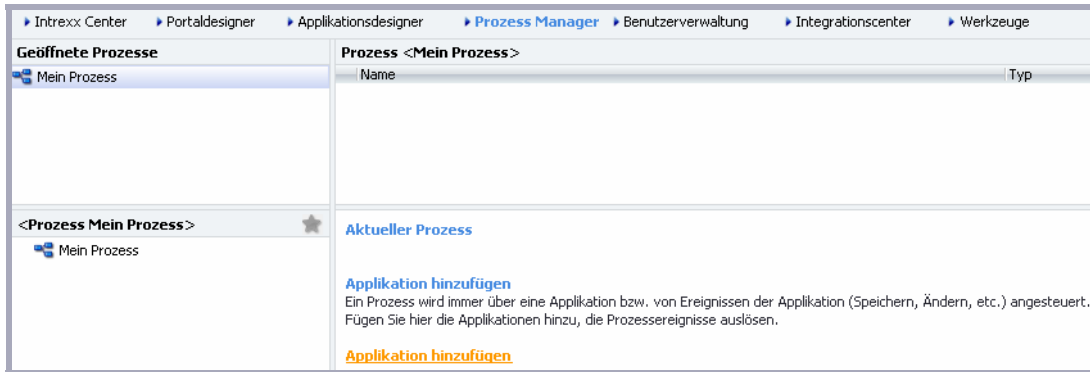 Intrexx Center Portaldesigner Applikationsdesigner Prozess Manager Benutzerverwaltung Integrationscenter Werkzeuge
Geöffnete Prozesse
Mein Prozess
Prozess <Mein Prozess>
Name Typ
<Prozess Mein Prozess>
Mein Prozess
Aktueller Prozess
Applikation hinzufügen
Ein Prozess wird immer über eine Applikation bzw. von Ereignissen der Applikation (Speichern, Ändern, etc.) angesteuert.
Fügen Sie hier die Applikationen hinzu, die Prozessereignisse auslösen.
Applikation hinzufügen